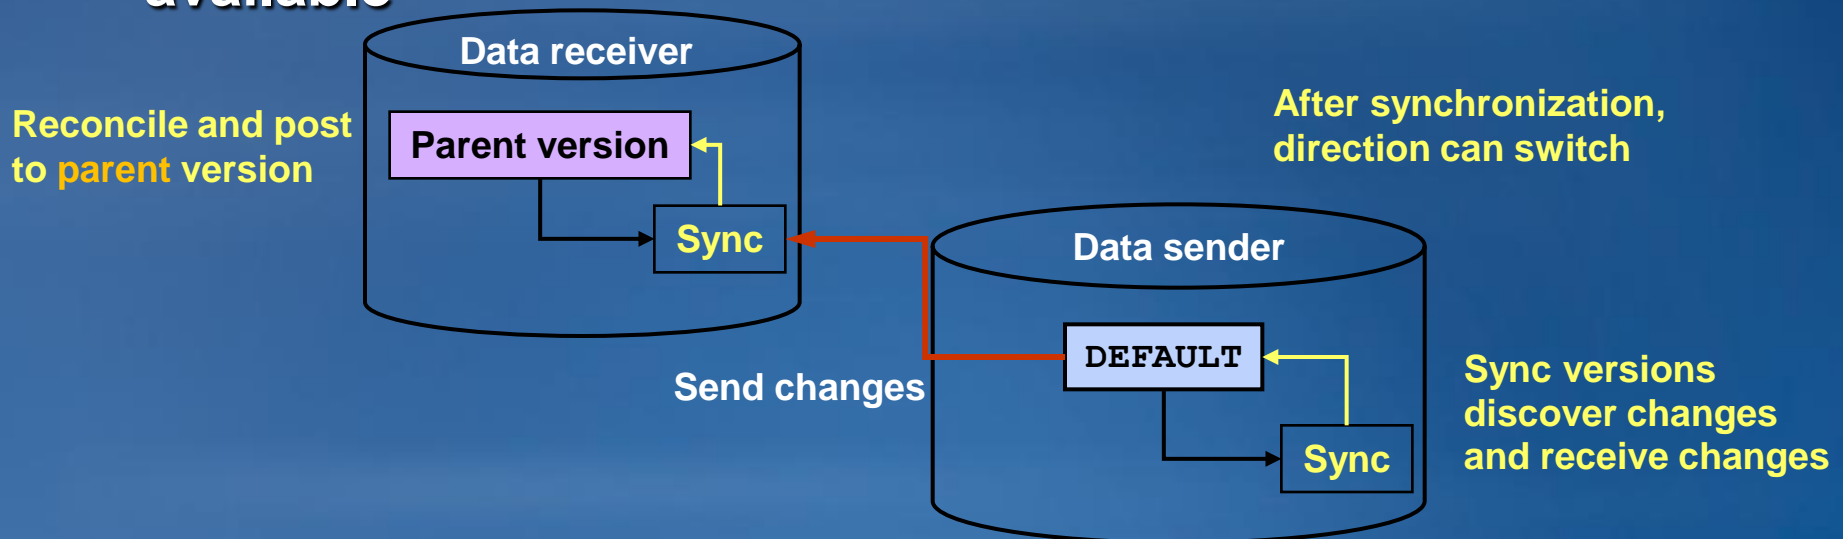 Data receiver
Reconcile and post
to parent version
Parent version
Sync
After synchronization,
direction can switch
Data sender
Send changes
DEFAULT
Sync
Sync versions
discover changes
and receive changes